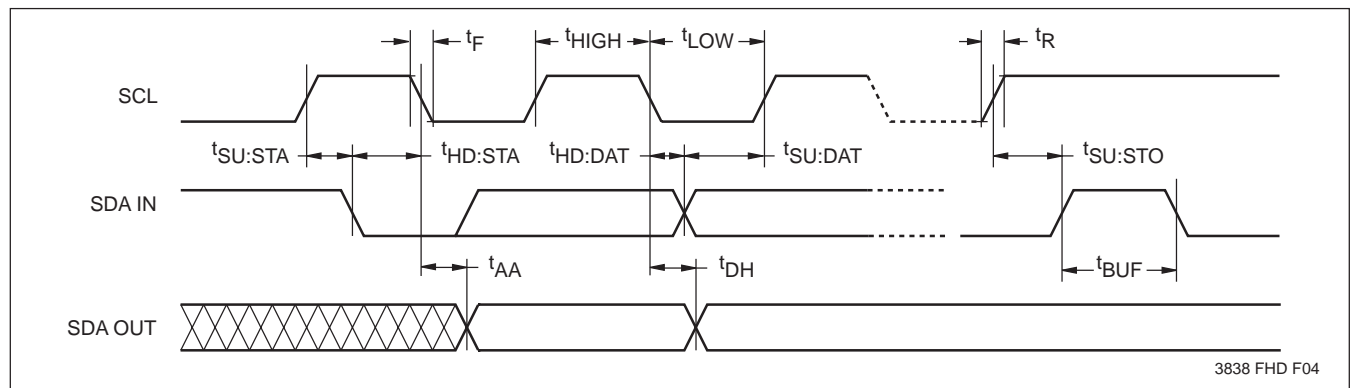 tF tHIGH tLOW tR
SCL
tSU:STA tHD:STA tHD:DAT tSU:DAT tSU:STO
SDA IN
tAA tDH tBUF
SDA OUT
3838 FHD F04